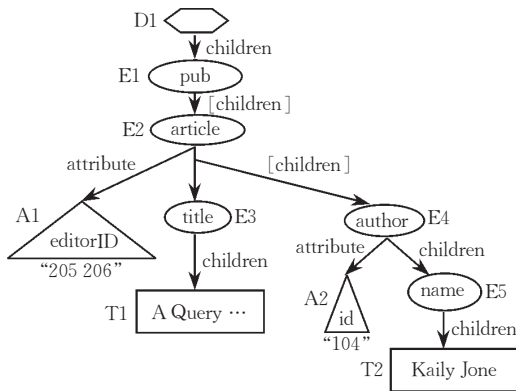 D1
children
E1 pub
[children]
E2 article
attribute [children]
A1 editorID
"205 206"
title E3
children
T1 A Query ⋯
author E4
attribute children
A2 id
"104"
name E5
children
T2 Kaily Jone